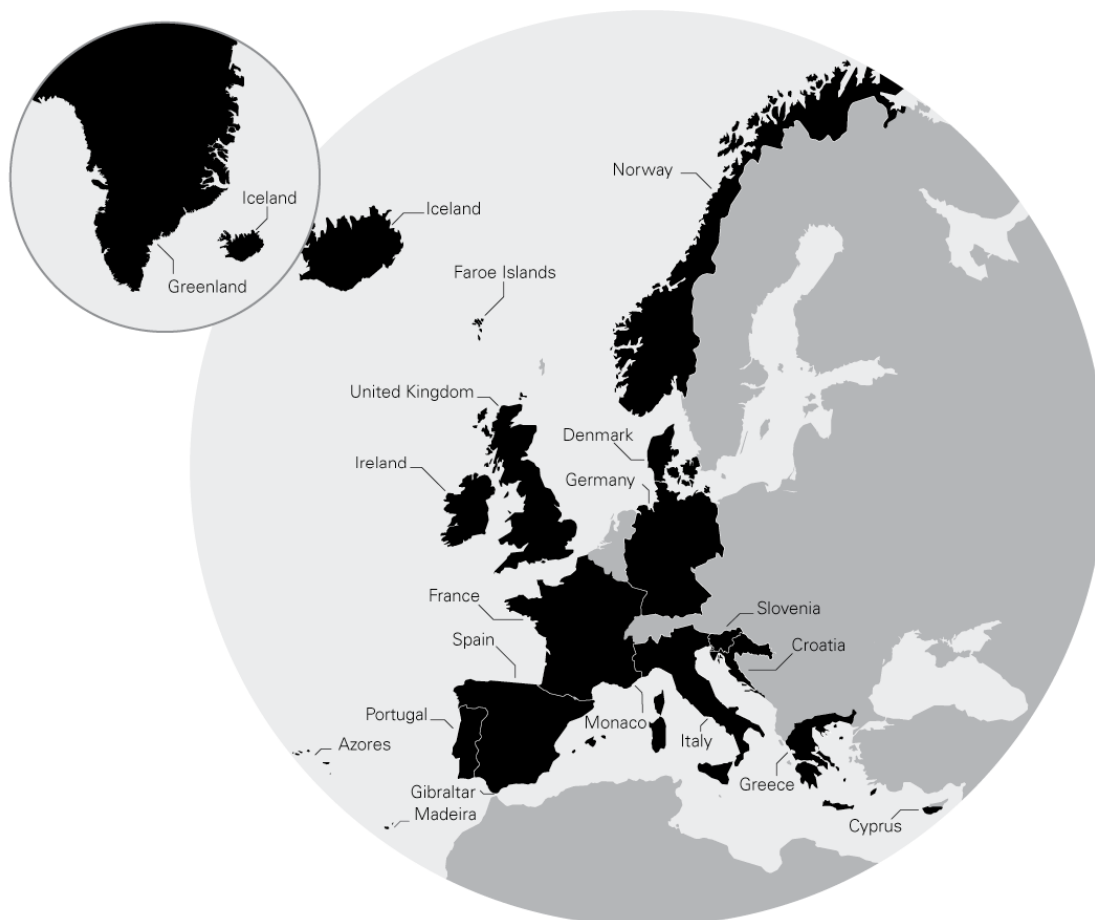 Norway
Iceland
Iceland
Greenland
Faroe Islands
United Kingdom
Denmark
Ireland
Germany
France
Slovenia
Spain
Croatia
Portugal
Monaco
Azores
Italy
Gibraltar
Greece
Madeira
Cyprus